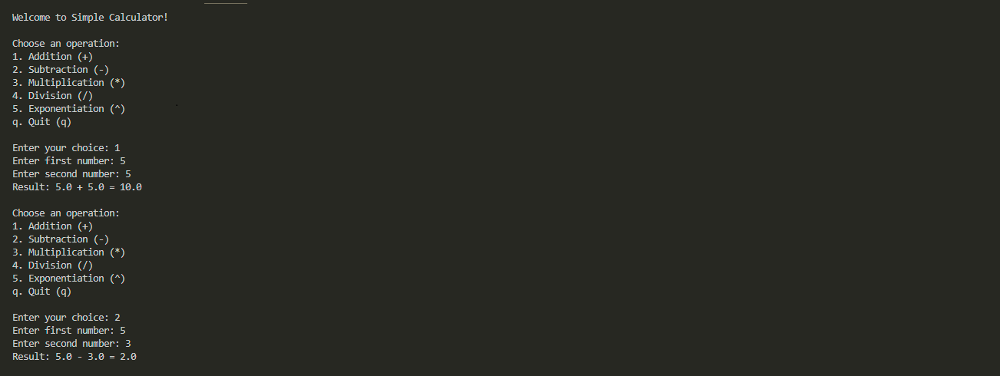 Welcome to Simple Calculator!
Choose an operation:
1. Addition (+)
2. Subtraction (-)
3. Multiplication (*)
4. Division (/)
5. Exponentiation (^)
q. Quit (q)
Enter your choice: 1
Enter first number: 5
Enter second number: 5
Result: 5.0 + 5.0 = 10.0
Choose an operation:
1. Addition (+)
2. Subtraction (-)
3. Multiplication (*)
4. Division (/)
5. Exponentiation (^)
q. Quit (q)
Enter your choice: 2
Enter first number: 5
Enter second number: 3
Result: 5.0 - 3.0 = 2.0